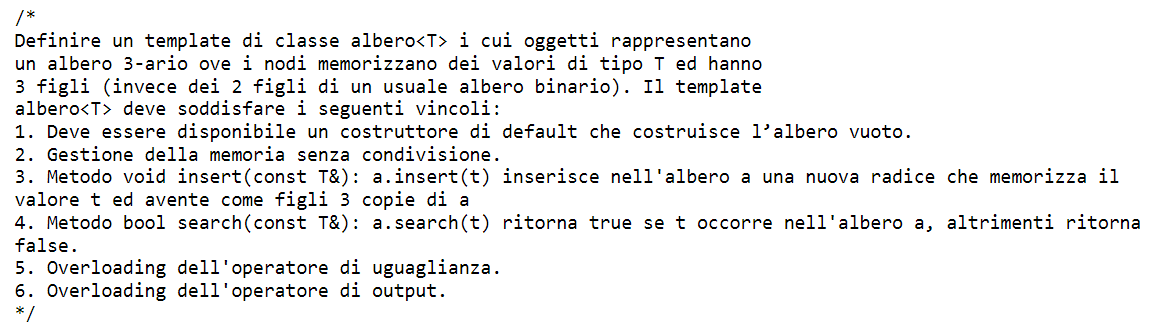 /*
Definire un template di classe albero<T> i cui oggetti rappresentano
un albero 3-ario ove i nodi memorizzano dei valori di tipo T ed hanno
3 figli (invece dei 2 figli di un usuale albero binario). Il template
albero<T> deve soddisfare i seguenti vincoli:
1. Deve essere disponibile un costruttore di default che costruisce l’albero vuoto.
2. Gestione della memoria senza condivisione.
3. Metodo void insert(const T&): a.insert(t) inserisce nell'albero a una nuova radice che memorizza il
valore t ed avente come figli 3 copie di a
4. Metodo bool search(const T&): a.search(t) ritorna true se t occorre nell'albero a, altrimenti ritorna
false.
5. Overloading dell'operatore di uguaglianza.
6. Overloading dell'operatore di output.
*/